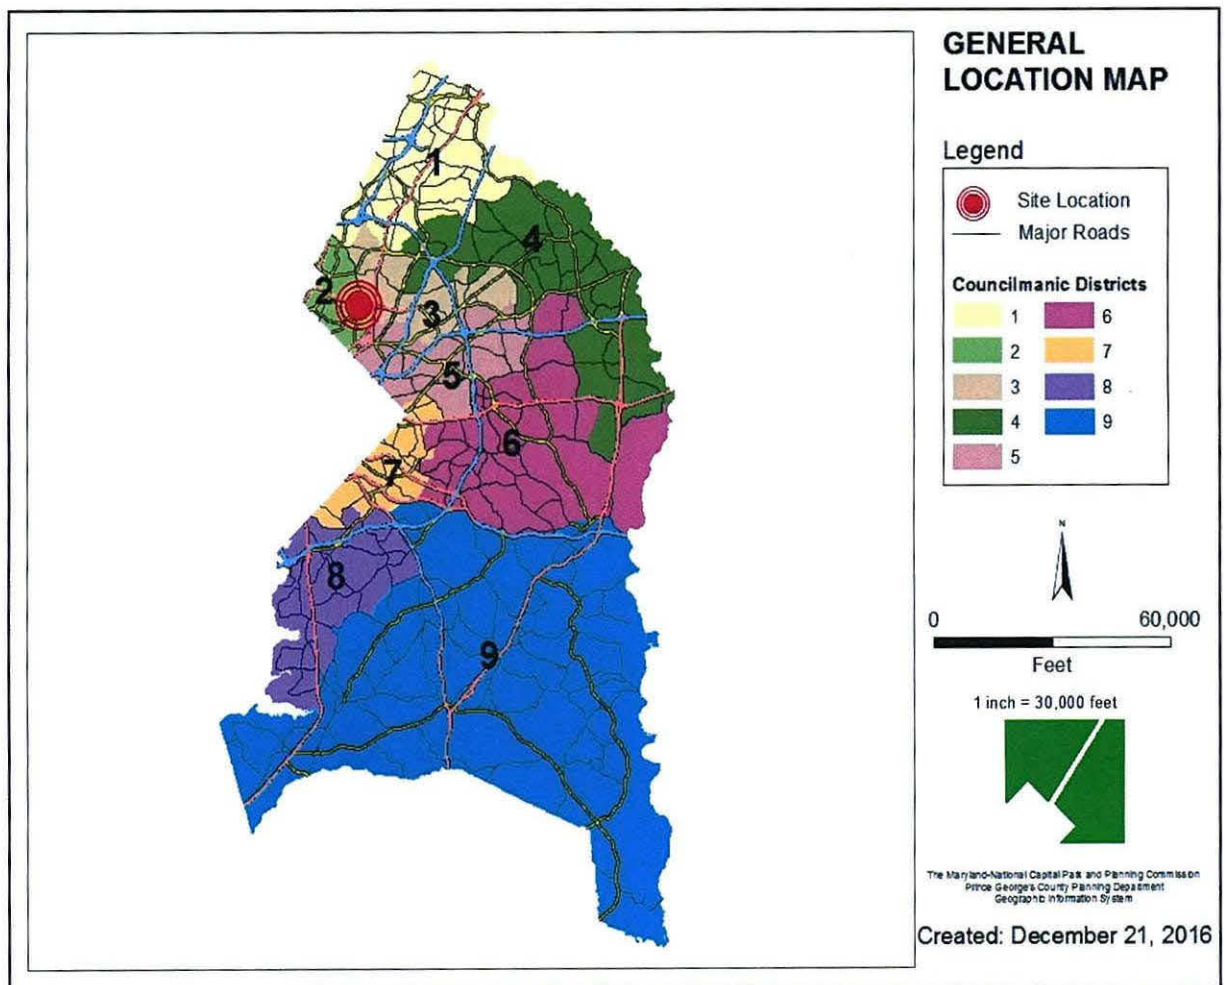 GENERAL
LOCATION MAP
Legend
Site Location
Major Roads
Councilmanic Districts
1
2
3
4
5
6
7
8
9
1
4
2
3
5
6
7
8
9
N
0 60,000
Feet
1 inch = 30,000 feet
The Maryland-National Capital Park and Planning Commission
Prince George's County Planning Department
Geographic Information System
Created: December 21, 2016